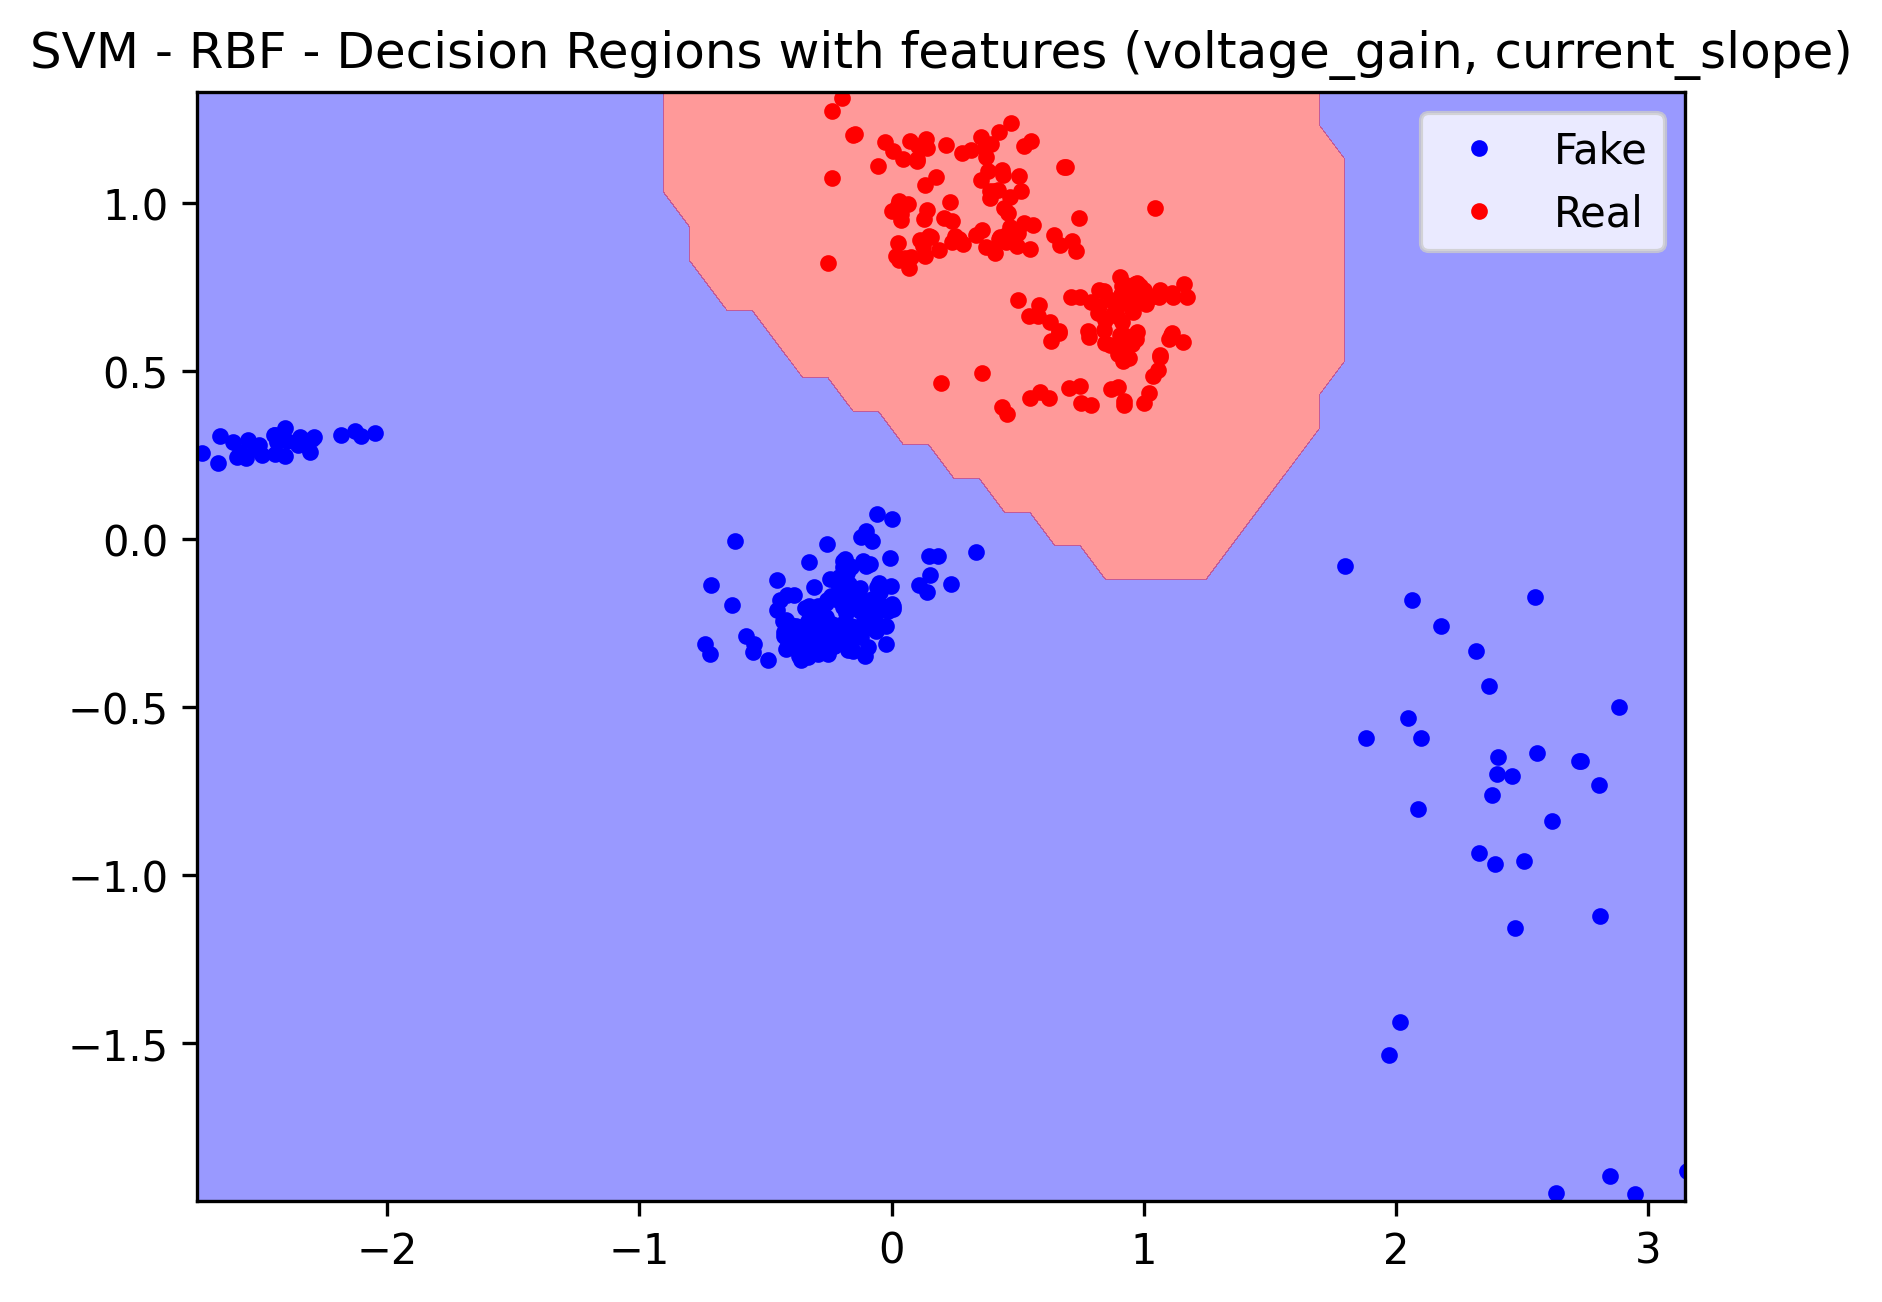 SVM - RBF - Decision Regions with features (voltage_gain, current_slope)
Fake
Real
1.0
0.5
0.0
−0.5
−1.0
−1.5
−2 −1 0 1 2 3